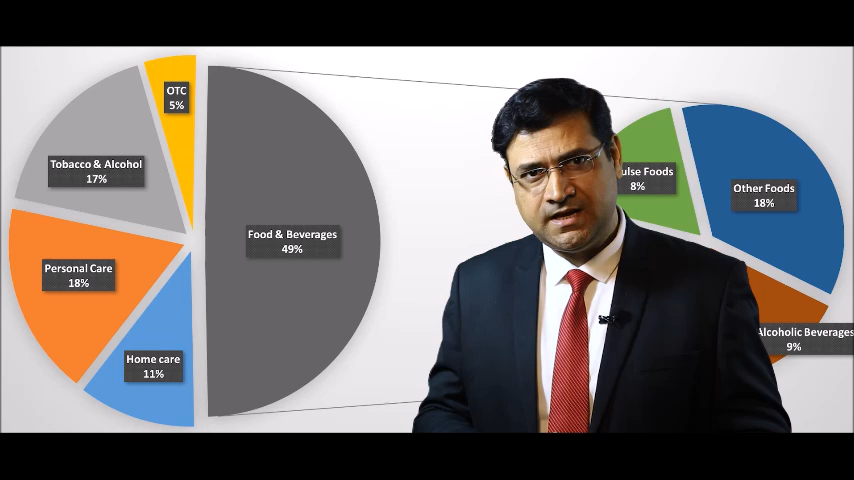 OTC
5%
Tobacco & Alcohol
17%
Personal Care
18%
Home care
11%
Food & Beverages
49%
ulse Foods
8%
Other Foods
18%
Alcoholic Beverages
9%